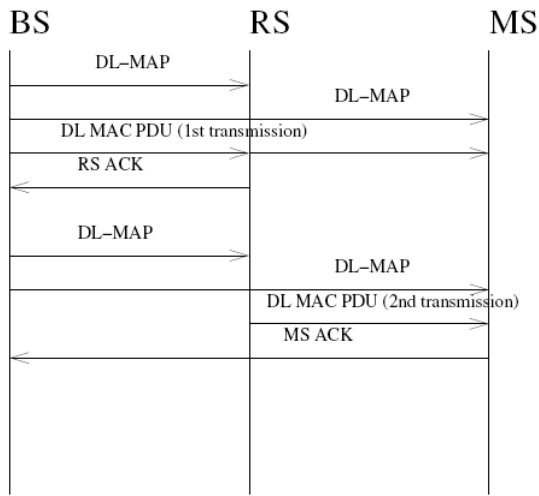 BS RS MS
DL–MAP
DL–MAP
DL MAC PDU (1st transmission)
RS ACK
DL–MAP
DL–MAP
DL MAC PDU (2nd transmission)
MS ACK